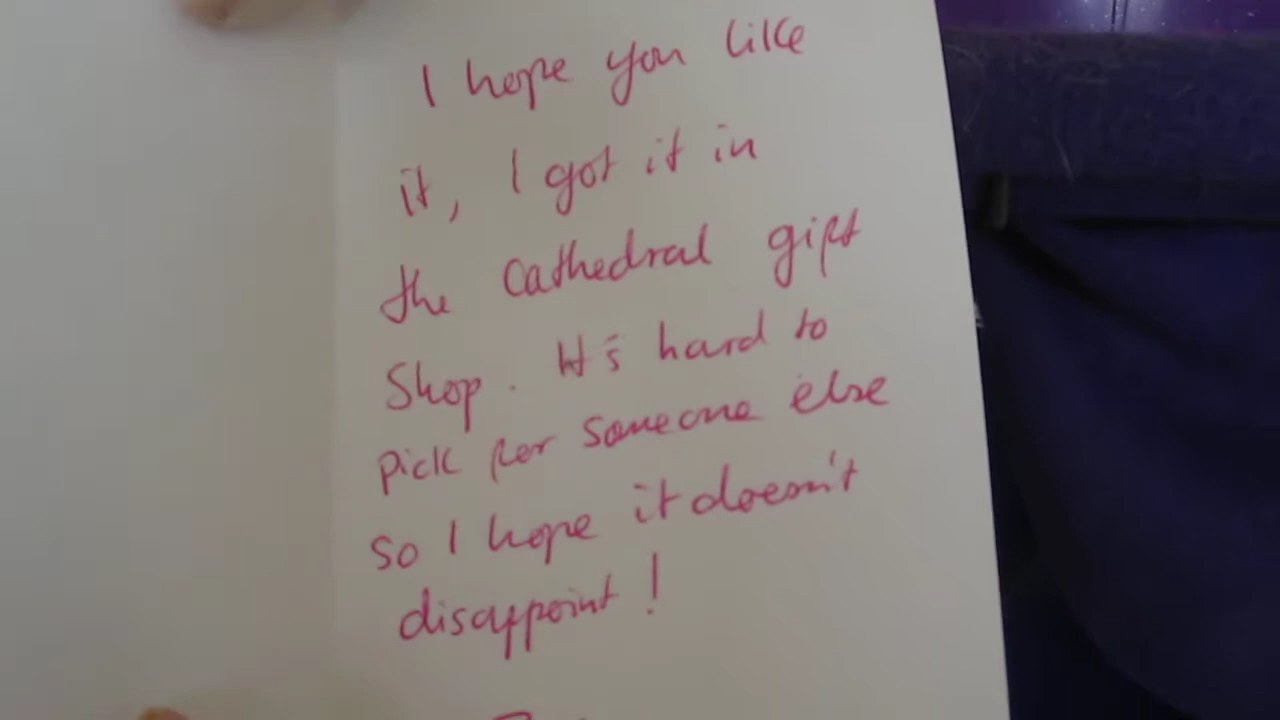 I hope you like
it, I got it in
the Cathedral gift
Shop. It's hard to
pick for someone else
so I hope it doesn't
disappoint!